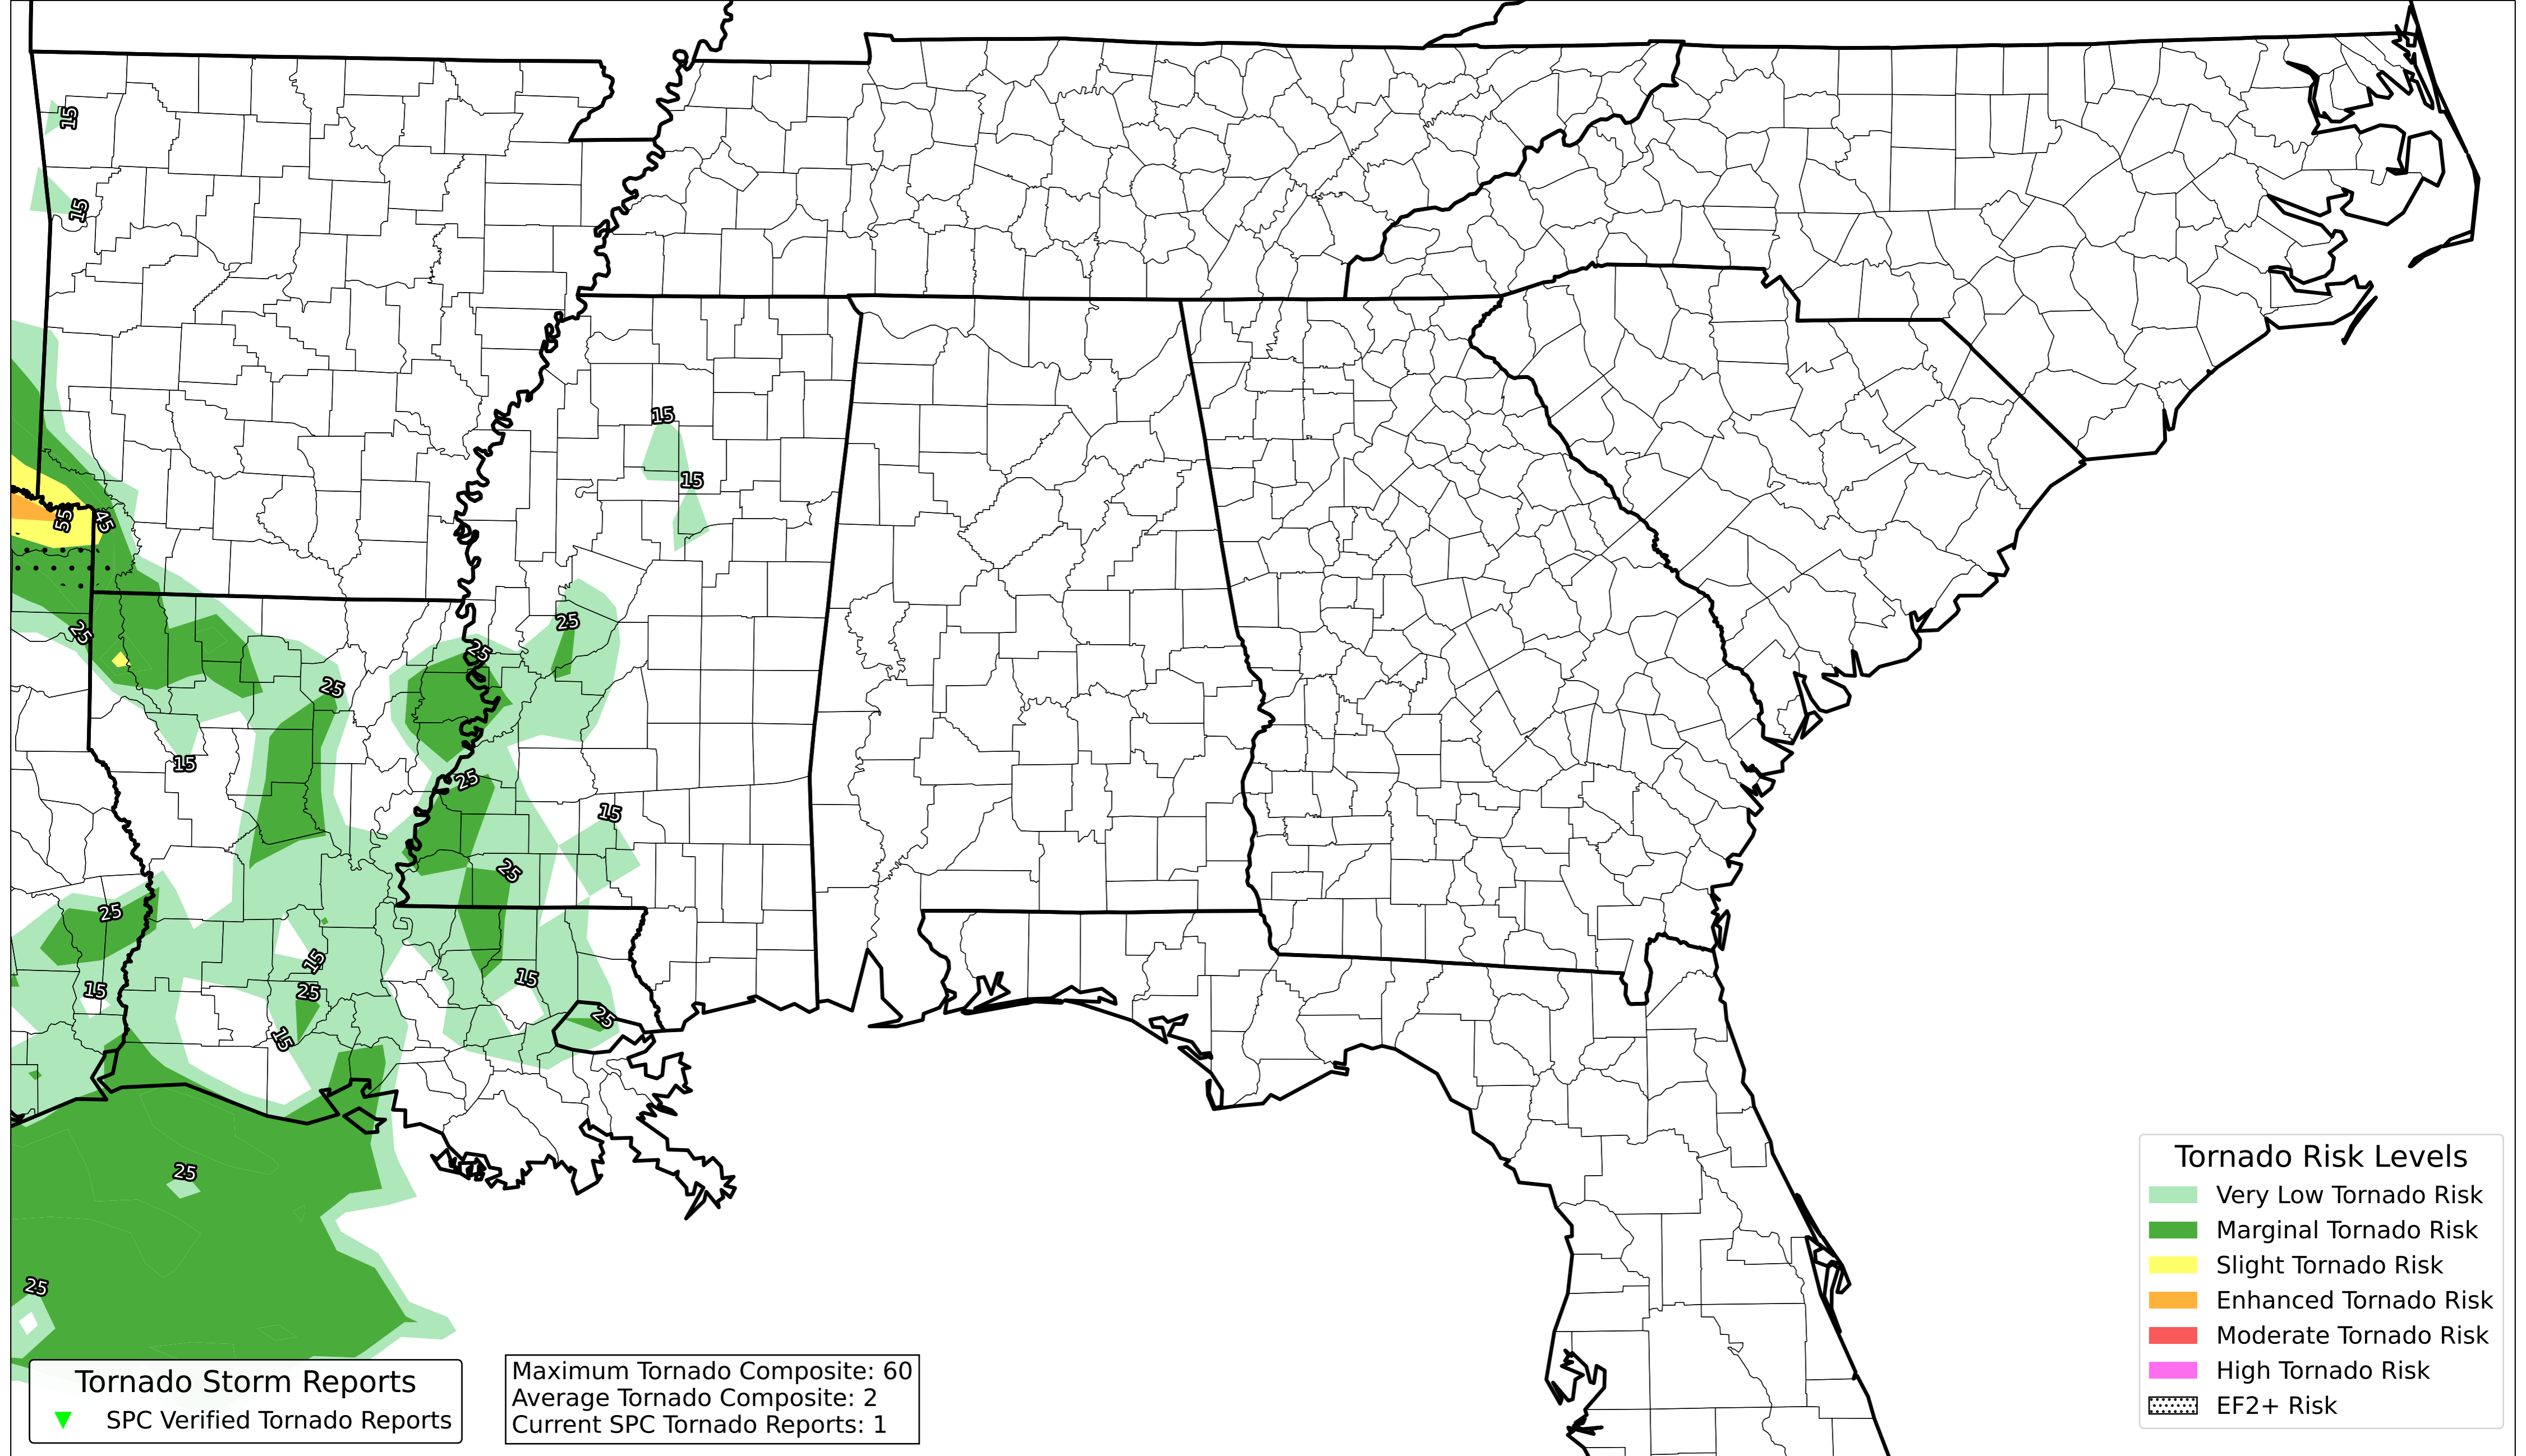 15
15
15
15
55
45
25
25
25
25
15
25
15
25
25
15
25
15
15
25
25
15
25
25
Tornado Risk Levels
Very Low Tornado Risk
Marginal Tornado Risk
Slight Tornado Risk
Enhanced Tornado Risk
Moderate Tornado Risk
High Tornado Risk
EF2+ Risk
Tornado Storm Reports
SPC Verified Tornado Reports
Maximum Tornado Composite: 60
Average Tornado Composite: 2
Current SPC Tornado Reports: 1